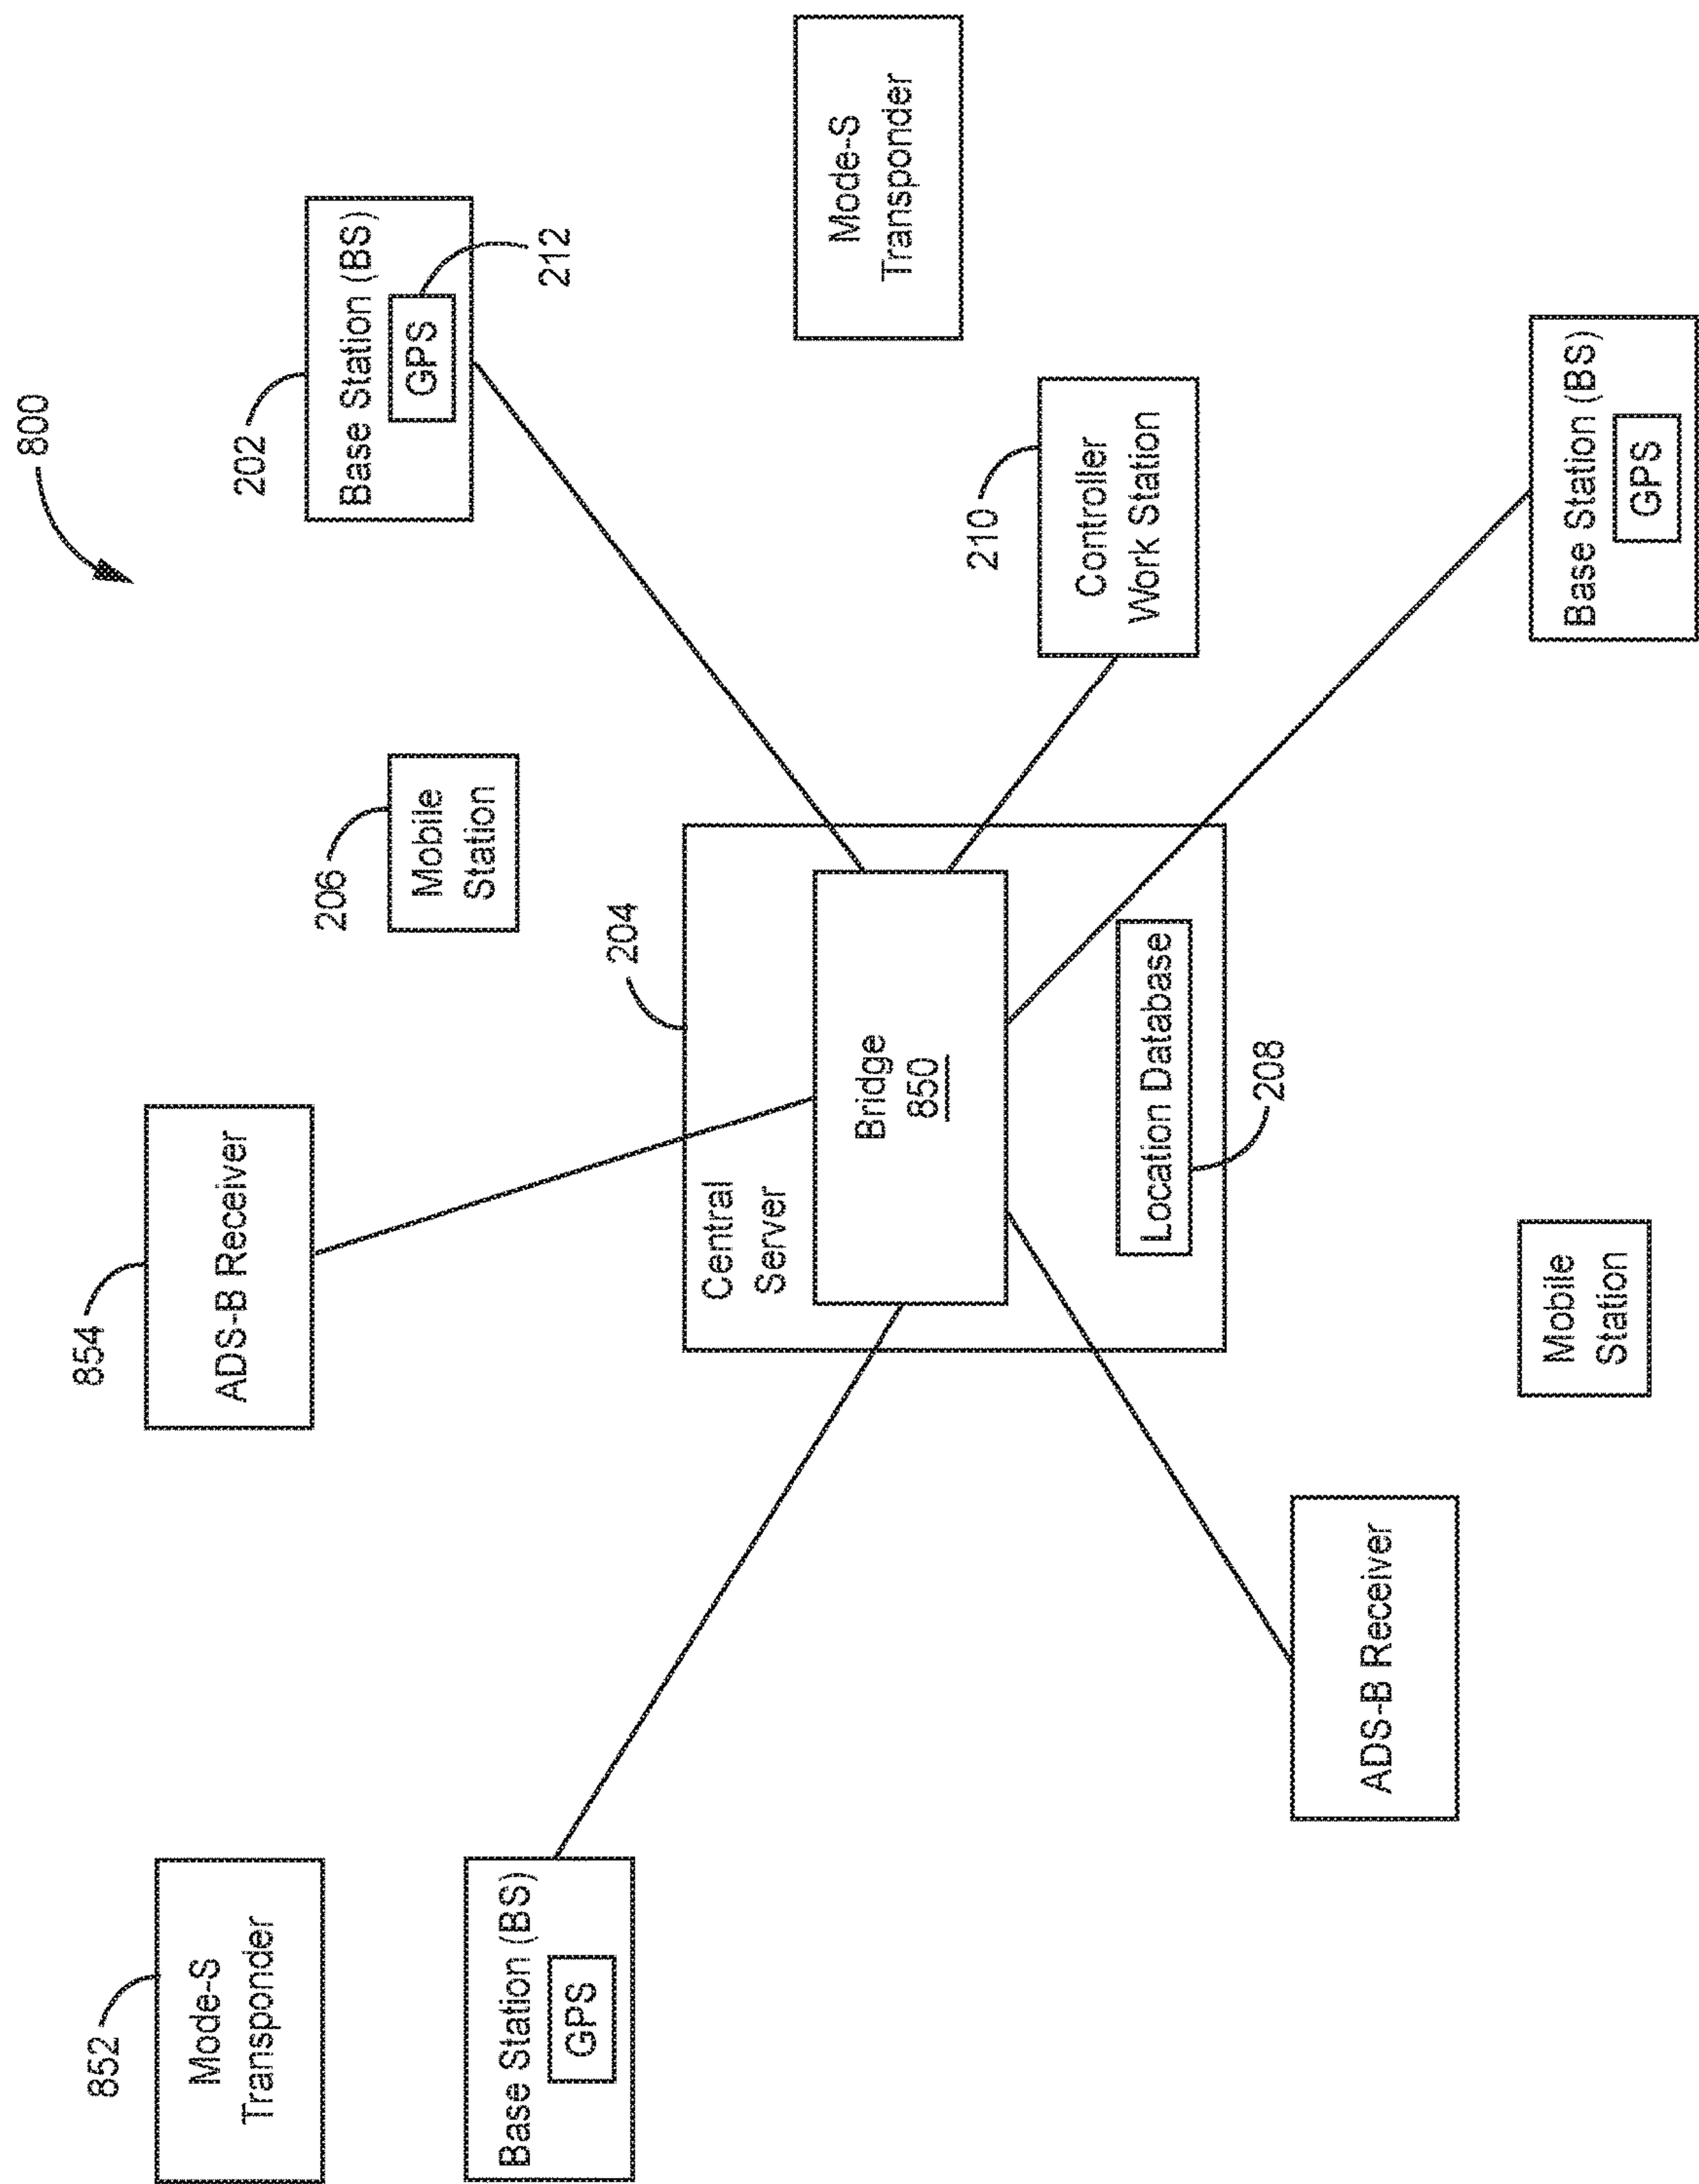 800
852
Mode-S
Transponder
854
ADS-B Receiver
202
Base Station (BS)
GPS
212
206
Mobile
Station
Base Station (BS)
GPS
204
Central
Server
Bridge
850
Mode-S
Transponder
210
Controller
Work Station
Location Database
208
ADS-B Receiver
Mobile
Station
Base Station (BS)
GPS